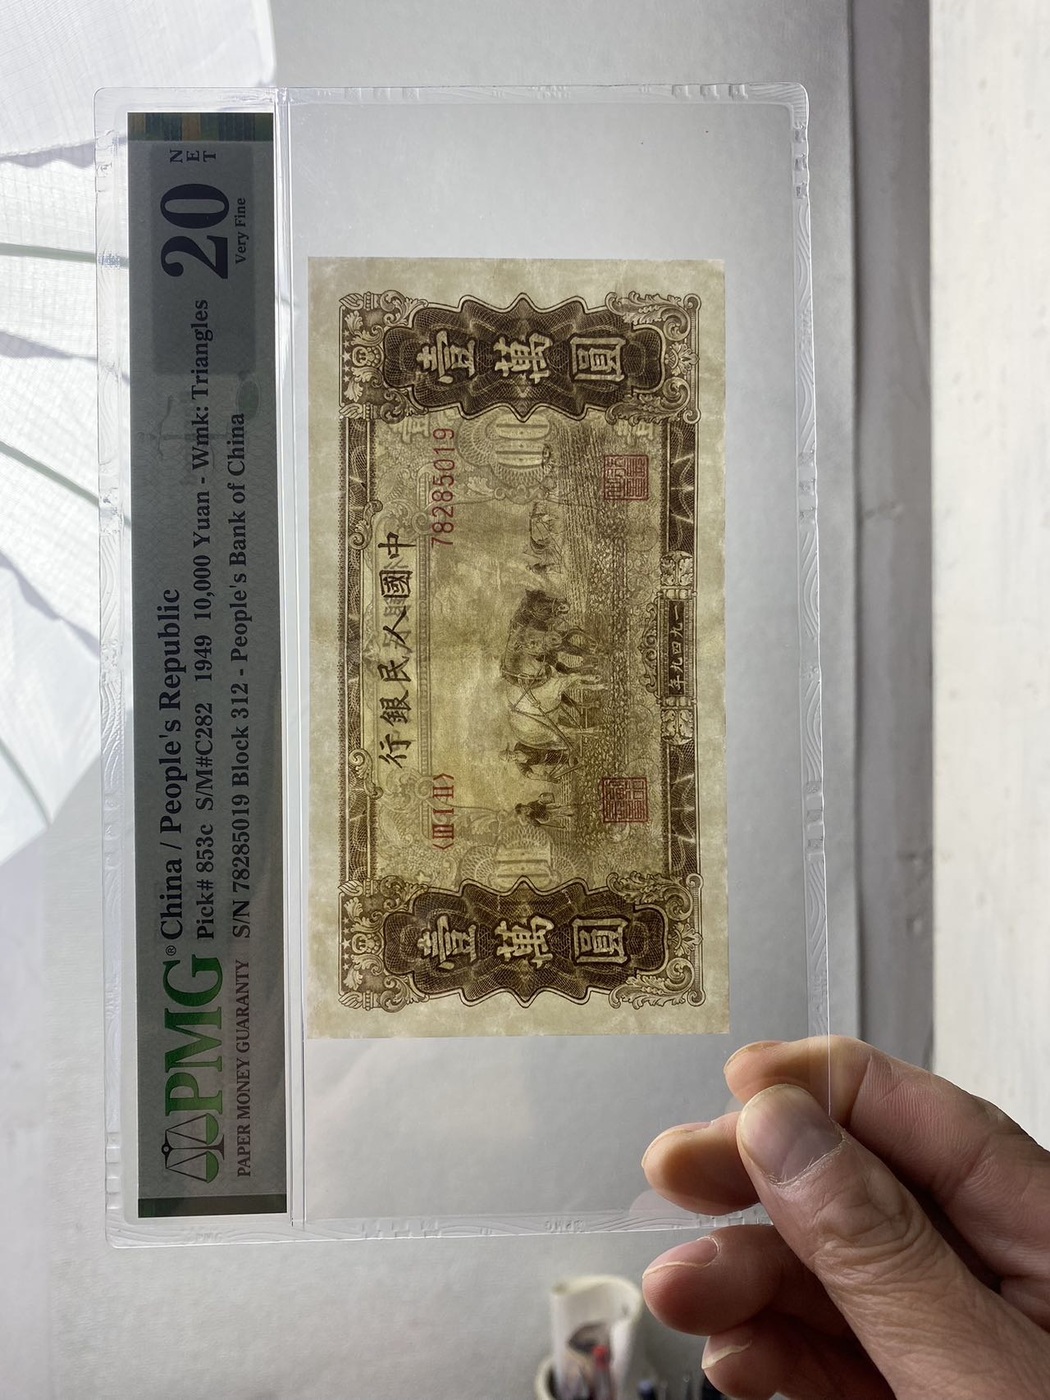 PMG® China / People's Republic
PAPER MONEY GUARANTY
Pick# 853c S/M#C282 1949 10,000 Yuan - Wmk: Triangles
S/N 78285019 Block 312 - People's Bank of China
20
Very Fine
NET
中國人民銀行
〈ⅢⅠⅡ〉
78285019
壹萬圓
壹萬圓
一九四九年